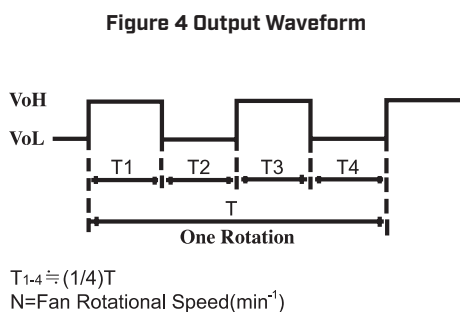 Figure 4 Output Waveform
VoH
VoL
T1 T2 T3 T4
T
One Rotation
T1-4≒(1/4)T
N=Fan Rotational Speed(min-1)